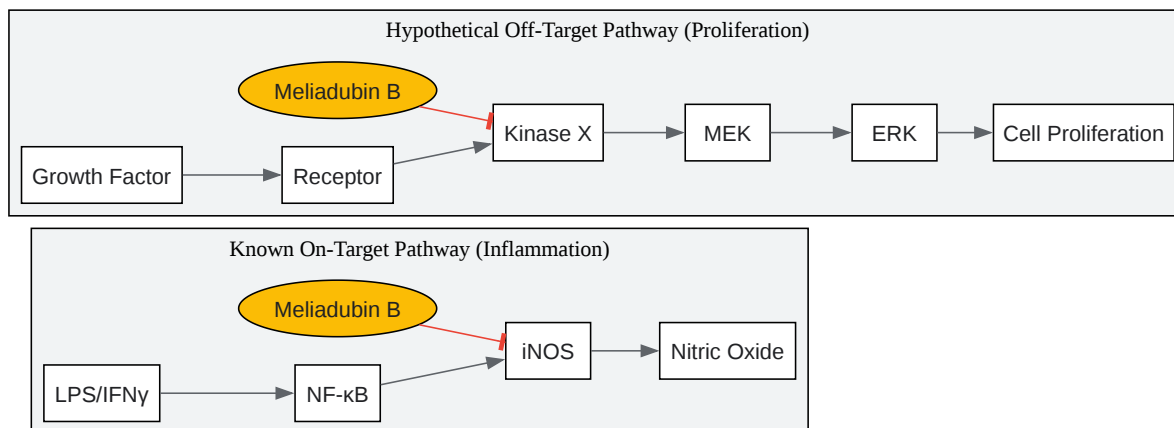 Hypothetical Off-Target Pathway (Proliferation)
Meliadubin B
Kinase X
MEK
ERK
Cell Proliferation
Growth Factor
Receptor
Known On-Target Pathway (Inflammation)
Meliadubin B
iNOS
Nitric Oxide
LPS/IFNγ
NF-κB